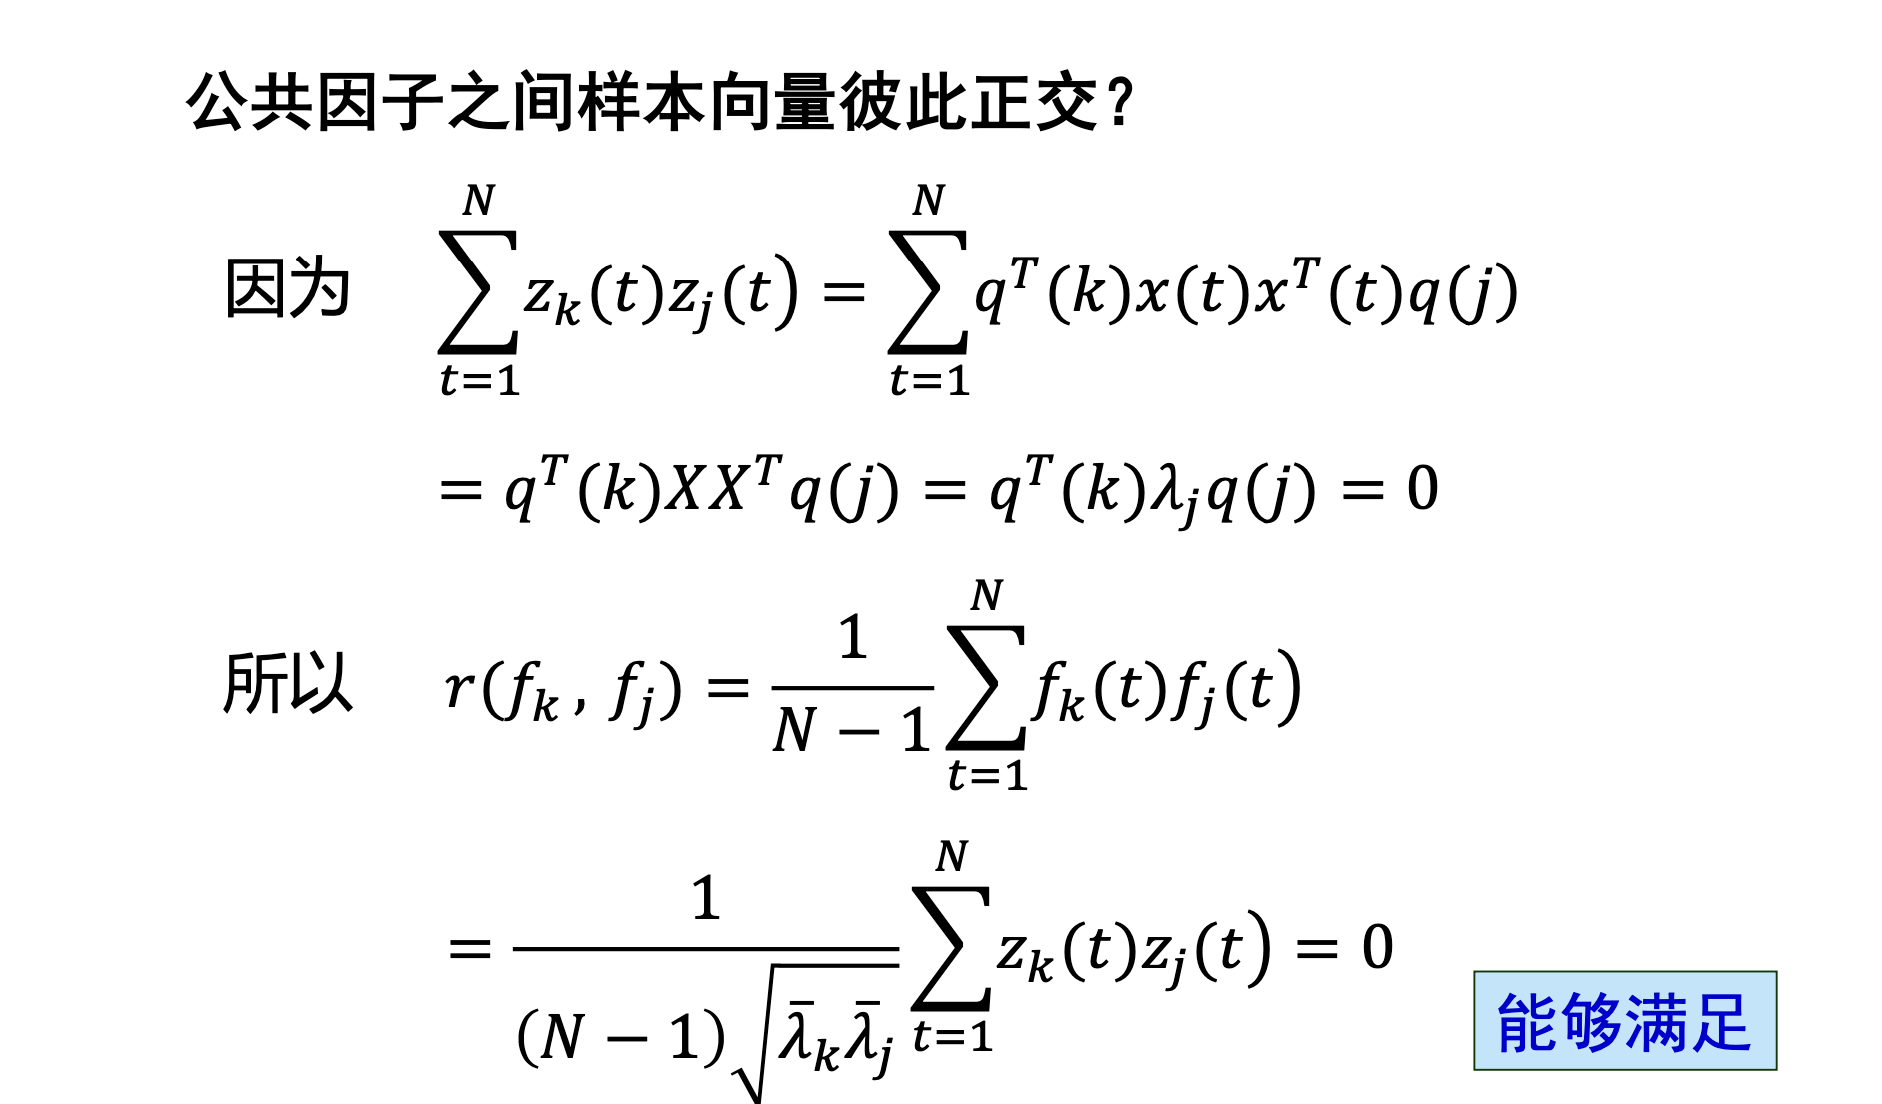 公共因子之间样本向量彼此正交？
因为 $\sum_{t=1}^{N} z_k(t)z_j(t) = \sum_{t=1}^{N} q^T(k)x(t)x^T(t)q(j)$
$= q^T(k)XX^Tq(j) = q^T(k)\lambda_j q(j) = 0$
所以 $r(f_k, f_j) = \frac{1}{N-1}\sum_{t=1}^{N} f_k(t)f_j(t)$
$= \frac{1}{(N-1)\sqrt{\bar{\lambda}_k\bar{\lambda}_j}}\sum_{t=1}^{N} z_k(t)z_j(t) = 0$
能够满足